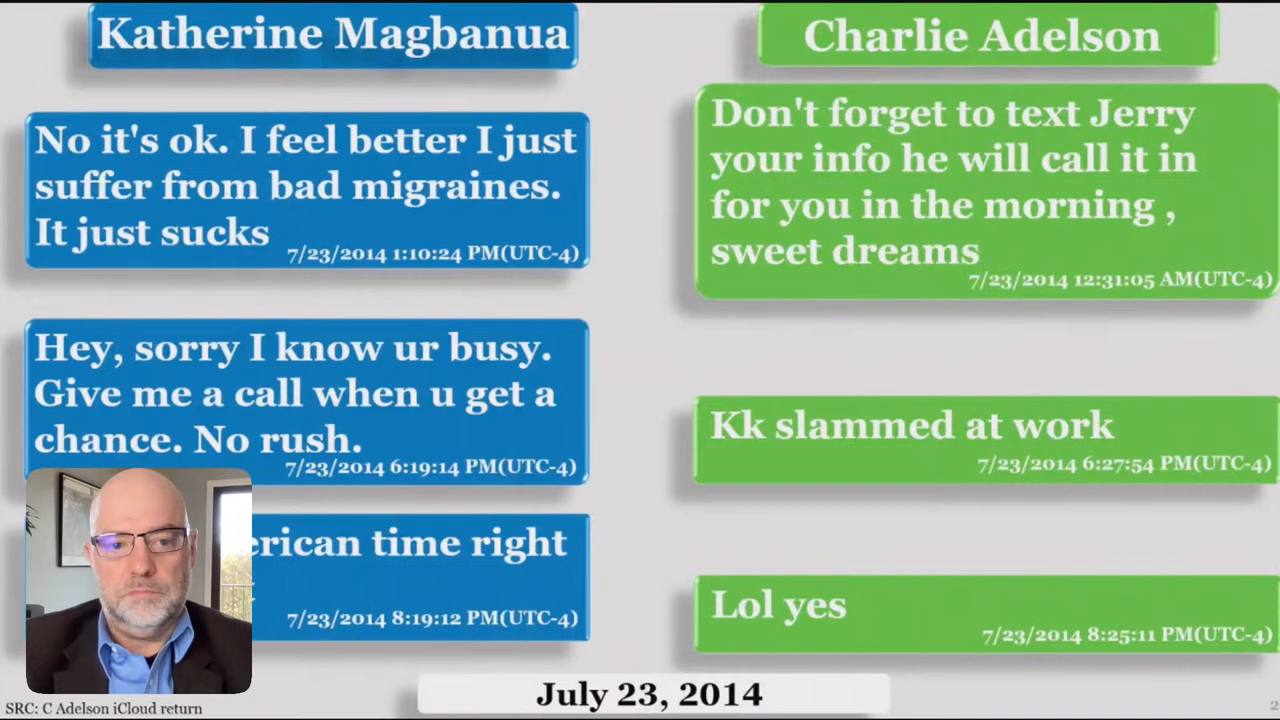 Katherine Magbanua
Charlie Adelson
Don't forget to text Jerry
your info he will call it in
for you in the morning ,
sweet dreams
7/23/2014 12:31:05 AM(UTC-4)
No it's ok. I feel better I just
suffer from bad migraines.
It just sucks
7/23/2014 1:10:24 PM(UTC-4)
Hey, sorry I know ur busy.
Give me a call when u get a
chance. No rush.
7/23/2014 6:19:14 PM(UTC-4)
Kk slammed at work
7/23/2014 6:27:54 PM(UTC-4)
time right
7/23/2014 8:19:12 PM(UTC-4)
Lol yes
7/23/2014 8:25:11 PM(UTC-4)
July 23, 2014
SRC: C Adelson iCloud return